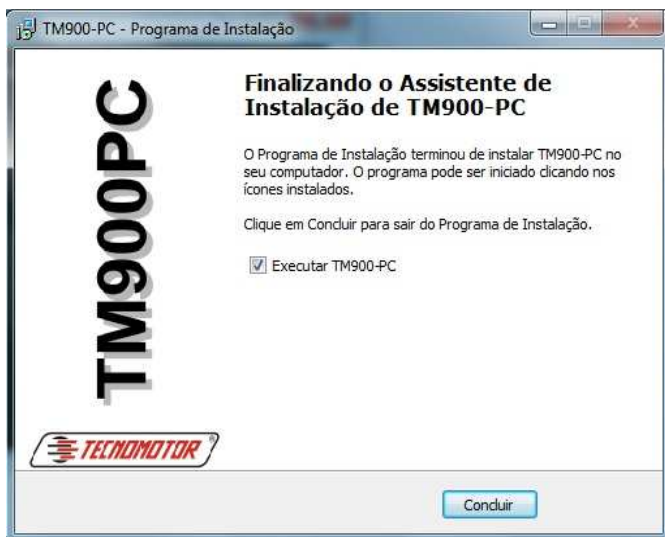 TM900-PC - Programa de Instalação
TM900PC
Finalizando o Assistente de
Instalação de TM900-PC
O Programa de Instalação terminou de instalar TM900-PC no
seu computador. O programa pode ser iniciado clicando nos
ícones instalados.
Clique em Concluir para sair do Programa de Instalação.
Executar TM900-PC
TECNOMOTOR
Concluir